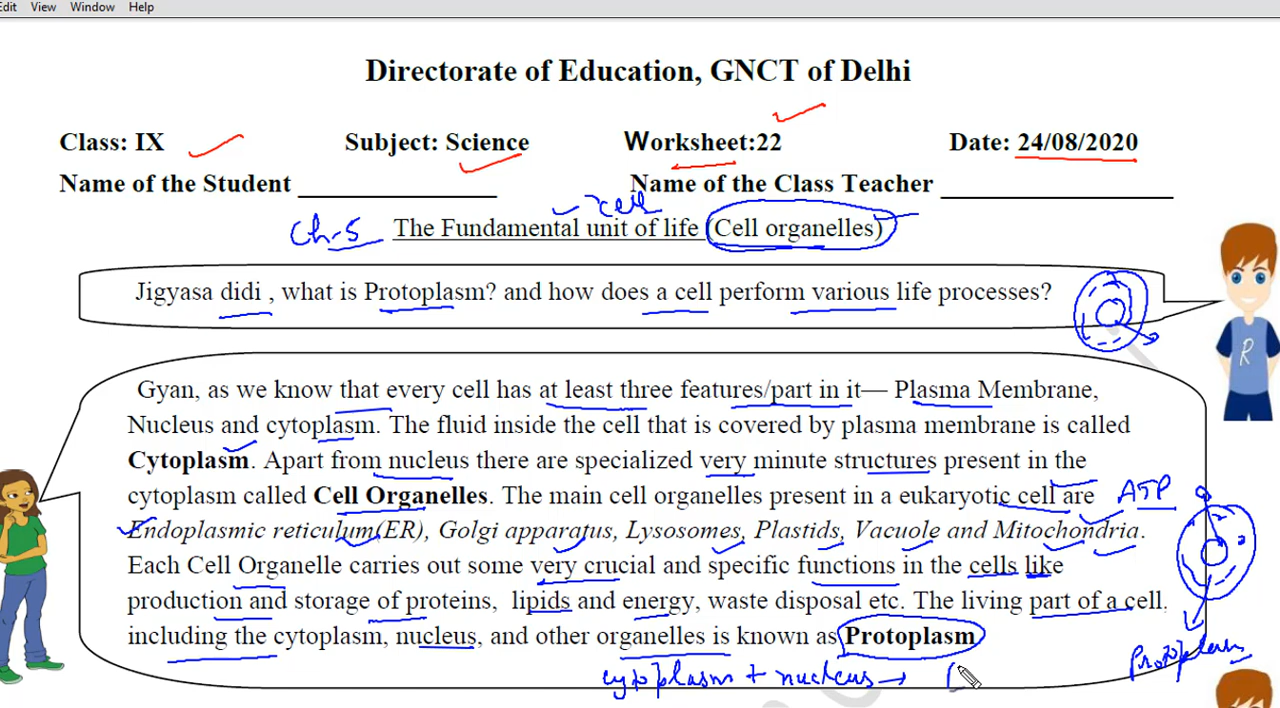 Edit View Window Help
Directorate of Education, GNCT of Delhi
Class: IX Subject: Science Worksheet:22 Date: 24/08/2020
Name of the Student ____________ Name of the Class Teacher ____________
cell
Ch-5 The Fundamental unit of life (Cell organelles)
Jigyasa didi , what is Protoplasm? and how does a cell perform various life processes?
R
Gyan, as we know that every cell has at least three features/part in it— Plasma Membrane,
Nucleus and cytoplasm. The fluid inside the cell that is covered by plasma membrane is called
Cytoplasm. Apart from nucleus there are specialized very minute structures present in the
cytoplasm called Cell Organelles. The main cell organelles present in a eukaryotic cell are ATP
Endoplasmic reticulum(ER), Golgi apparatus, Lysosomes, Plastids, Vacuole and Mitochondria.
Each Cell Organelle carries out some very crucial and specific functions in the cells like
production and storage of proteins, lipids and energy, waste disposal etc. The living part of a cell,
including the cytoplasm, nucleus, and other organelles is known as Protoplasm
Protoplasm
cytoplasm + nucleus →